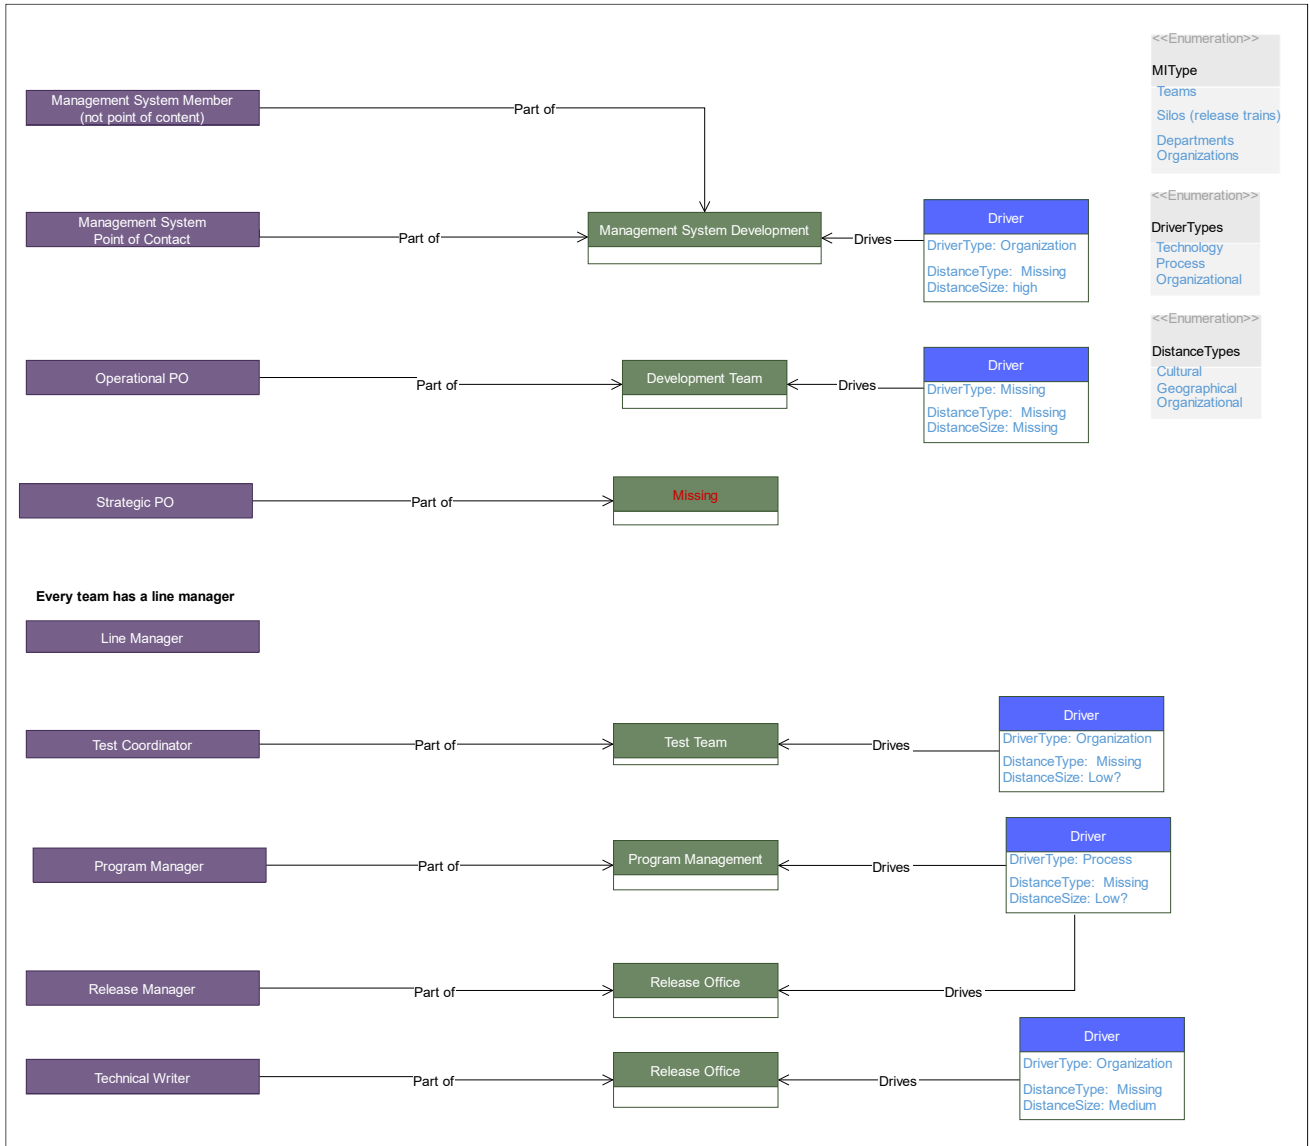 <<Enumeration>>
MIType
Teams
Silos (release trains)
Departments
Organizations
Management System Member
(not point of content)
Part of
<<Enumeration>>
DriverTypes
Technology
Process
Organizational
Management System
Point of Contact
Part of
Management System Development
Drives
Driver
DriverType: Organization
DistanceType: Missing
DistanceSize: high
<<Enumeration>>
DistanceTypes
Cultural
Geographical
Organizational
Operational PO
Part of
Development Team
Drives
Driver
DriverType: Missing
DistanceType: Missing
DistanceSize: Missing
Strategic PO
Part of
Missing
Every team has a line manager
Line Manager
Test Coordinator
Part of
Test Team
Drives
Driver
DriverType: Organization
DistanceType: Missing
DistanceSize: Low?
Program Manager
Part of
Program Management
Drives
Driver
DriverType: Process
DistanceType: Missing
DistanceSize: Low?
Release Manager
Part of
Release Office
Drives
Technical Writer
Part of
Release Office
Drives
Driver
DriverType: Organization
DistanceType: Missing
DistanceSize: Medium